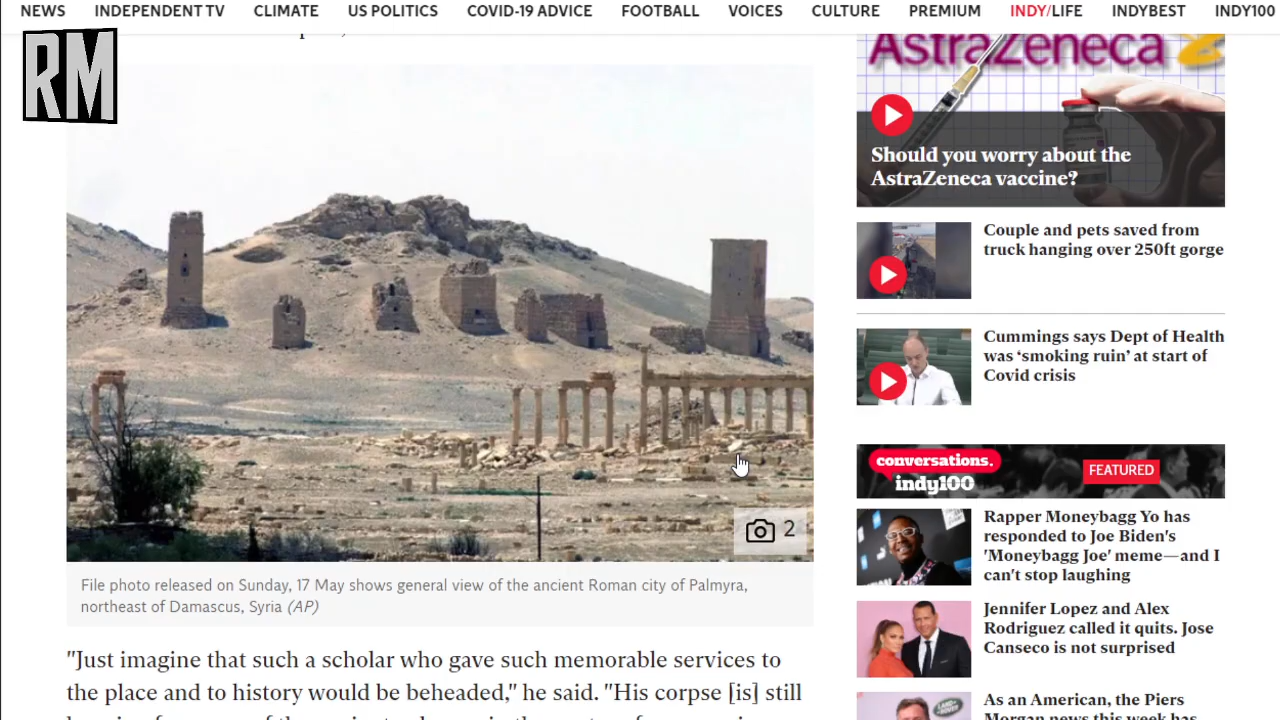 NEWS INDEPENDENT TV CLIMATE US POLITICS COVID-19 ADVICE FOOTBALL VOICES CULTURE PREMIUM INDY/LIFE INDYBEST INDY100
RM
AstraZeneca
Should you worry about the
AstraZeneca vaccine?
Couple and pets saved from
truck hanging over 250ft gorge
Cummings says Dept of Health
was ‘smoking ruin’ at start of
Covid crisis
conversations.
indy100
FEATURED
Rapper Moneybagg Yo has
responded to Joe Biden's
'Moneybagg Joe' meme—and I
can't stop laughing
Jennifer Lopez and Alex
Rodriguez called it quits. Jose
Canseco is not surprised
As an American, the Piers
Morgan news this week has
2
File photo released on Sunday, 17 May shows general view of the ancient Roman city of Palmyra,
northeast of Damascus, Syria (AP)
"Just imagine that such a scholar who gave such memorable services to
the place and to history would be beheaded," he said. "His corpse [is] still